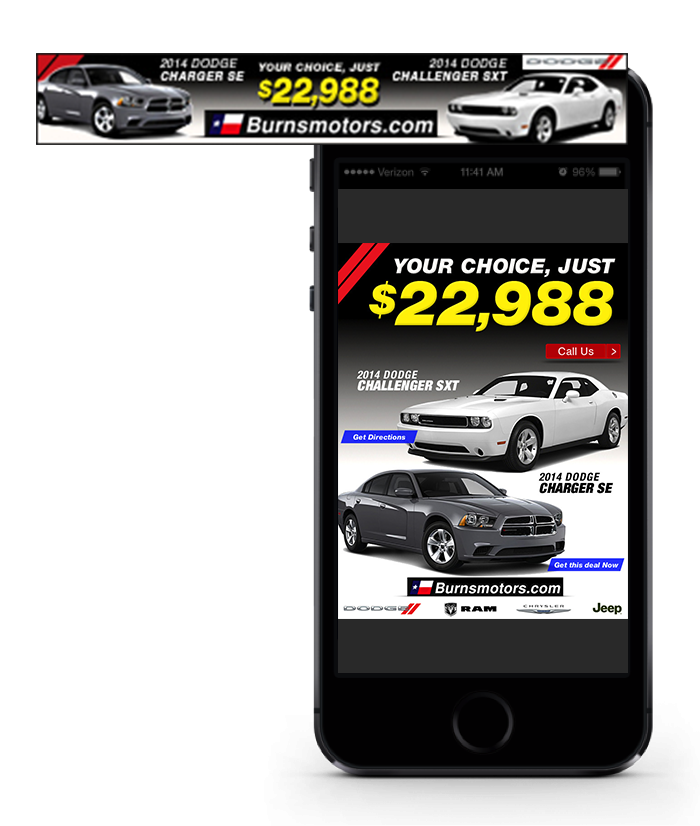 2014 DODGE
CHARGER SE
YOUR CHOICE, JUST
$22,988
2014 DODGE
CHALLENGER SXT
DODGE
Burnsmotors.com
Verizon 11:41 AM 96%
YOUR CHOICE, JUST
$22,988
Call Us >
2014 DODGE
CHALLENGER SXT
Get Directions
2014 DODGE
CHARGER SE
Get this deal Now
Burnsmotors.com
DODGE RAM CHRYSLER Jeep